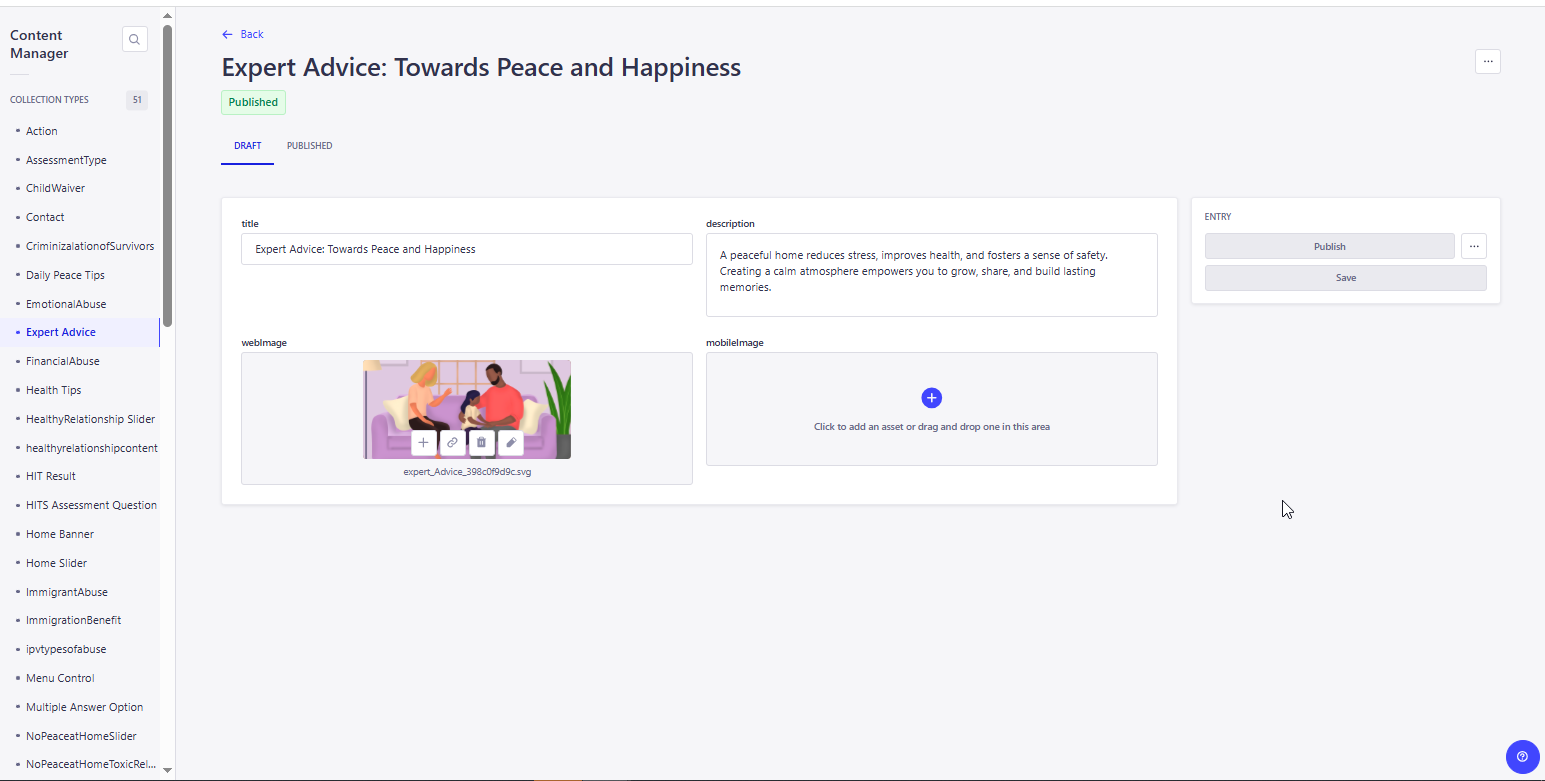 Content
Manager
COLLECTION TYPES 51
Action
AssessmentType
ChildWaiver
Contact
CriminizalationofSurvivors
Daily Peace Tips
EmotionalAbuse
Expert Advice
FinancialAbuse
Health Tips
HealthyRelationship Slider
healthyrelationshipcontent
HIT Result
HITS Assessment Question
Home Banner
Home Slider
ImmigrantAbuse
ImmigrationBenefit
ipvtypesofabuse
Menu Control
Multiple Answer Option
NoPeaceatHomeSlider
NoPeaceatHomeToxicRel...
Back
Expert Advice: Towards Peace and Happiness
Published
DRAFT PUBLISHED
title
Expert Advice: Towards Peace and Happiness
description
A peaceful home reduces stress, improves health, and fosters a sense of safety.
Creating a calm atmosphere empowers you to grow, share, and build lasting
memories.
webImage
expert_Advice_398c0f9d9c.svg
mobileImage
Click to add an asset or drag and drop one in this area
ENTRY
Publish
Save